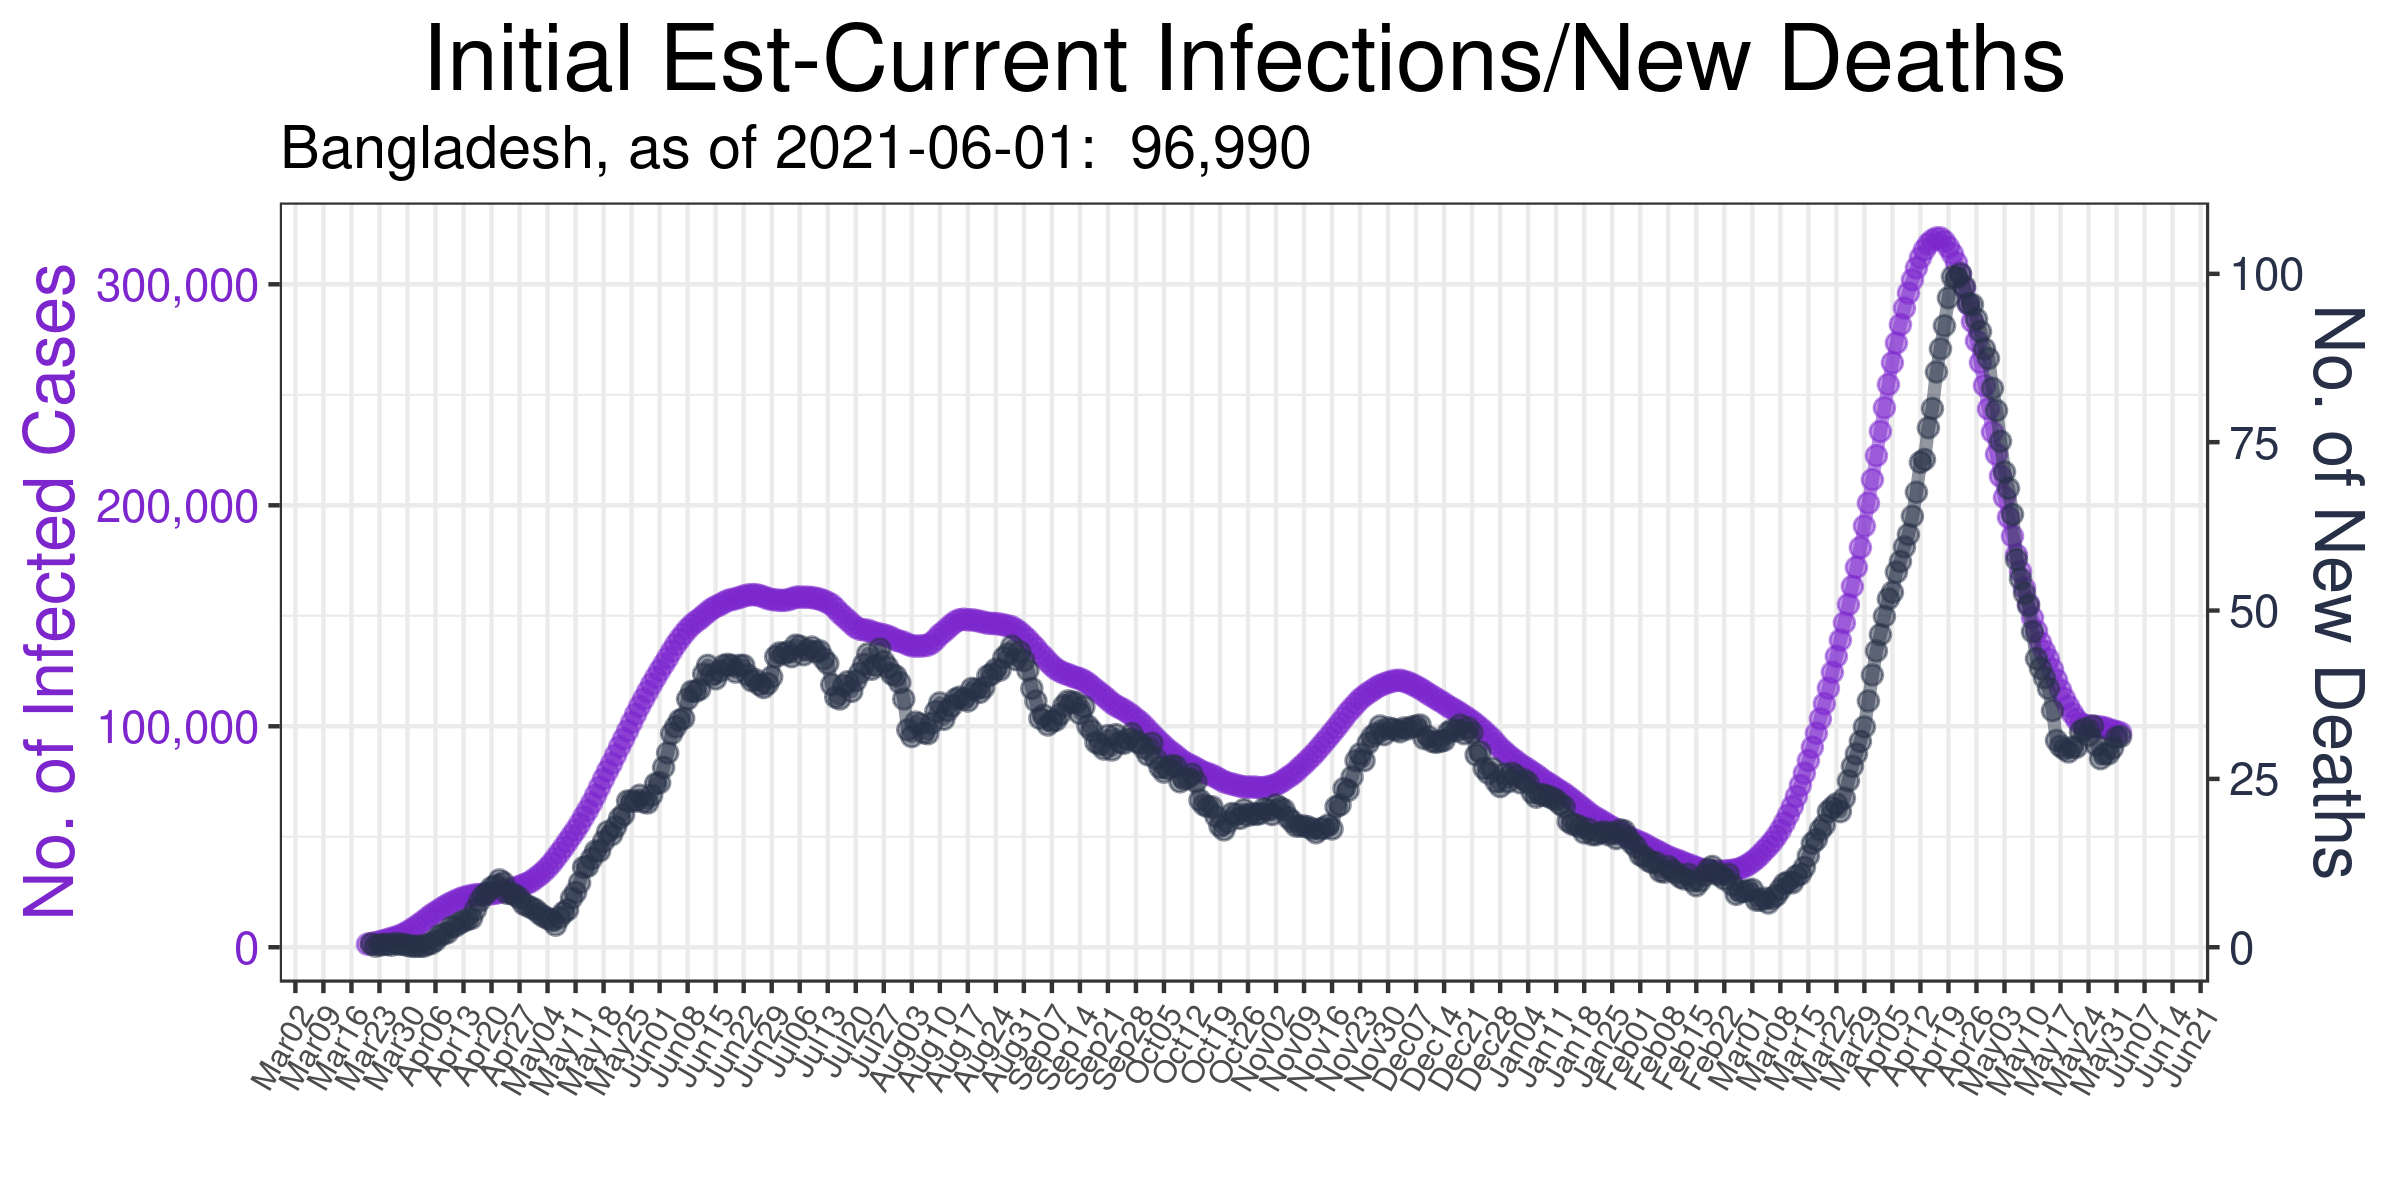 Initial Est-Current Infections/New Deaths
Bangladesh, as of 2021-06-01:  96,990
No. of Infected Cases
300,000
200,000
100,000
0
100
75
50
25
0
No. of New Deaths
Mar02
Mar09
Mar16
Mar23
Mar30
Apr06
Apr13
Apr20
Apr27
May04
May11
May18
May25
Jun01
Jun08
Jun15
Jun22
Jun29
Jul06
Jul13
Jul20
Jul27
Aug03
Aug10
Aug17
Aug24
Aug31
Sep07
Sep14
Sep21
Sep28
Oct05
Oct12
Oct19
Oct26
Nov02
Nov09
Nov16
Nov23
Nov30
Dec07
Dec14
Dec21
Dec28
Jan04
Jan11
Jan18
Jan25
Feb01
Feb08
Feb15
Feb22
Mar01
Mar08
Mar15
Mar22
Mar29
Apr05
Apr12
Apr19
Apr26
May03
May10
May17
May24
May31
Jun07
Jun14
Jun21